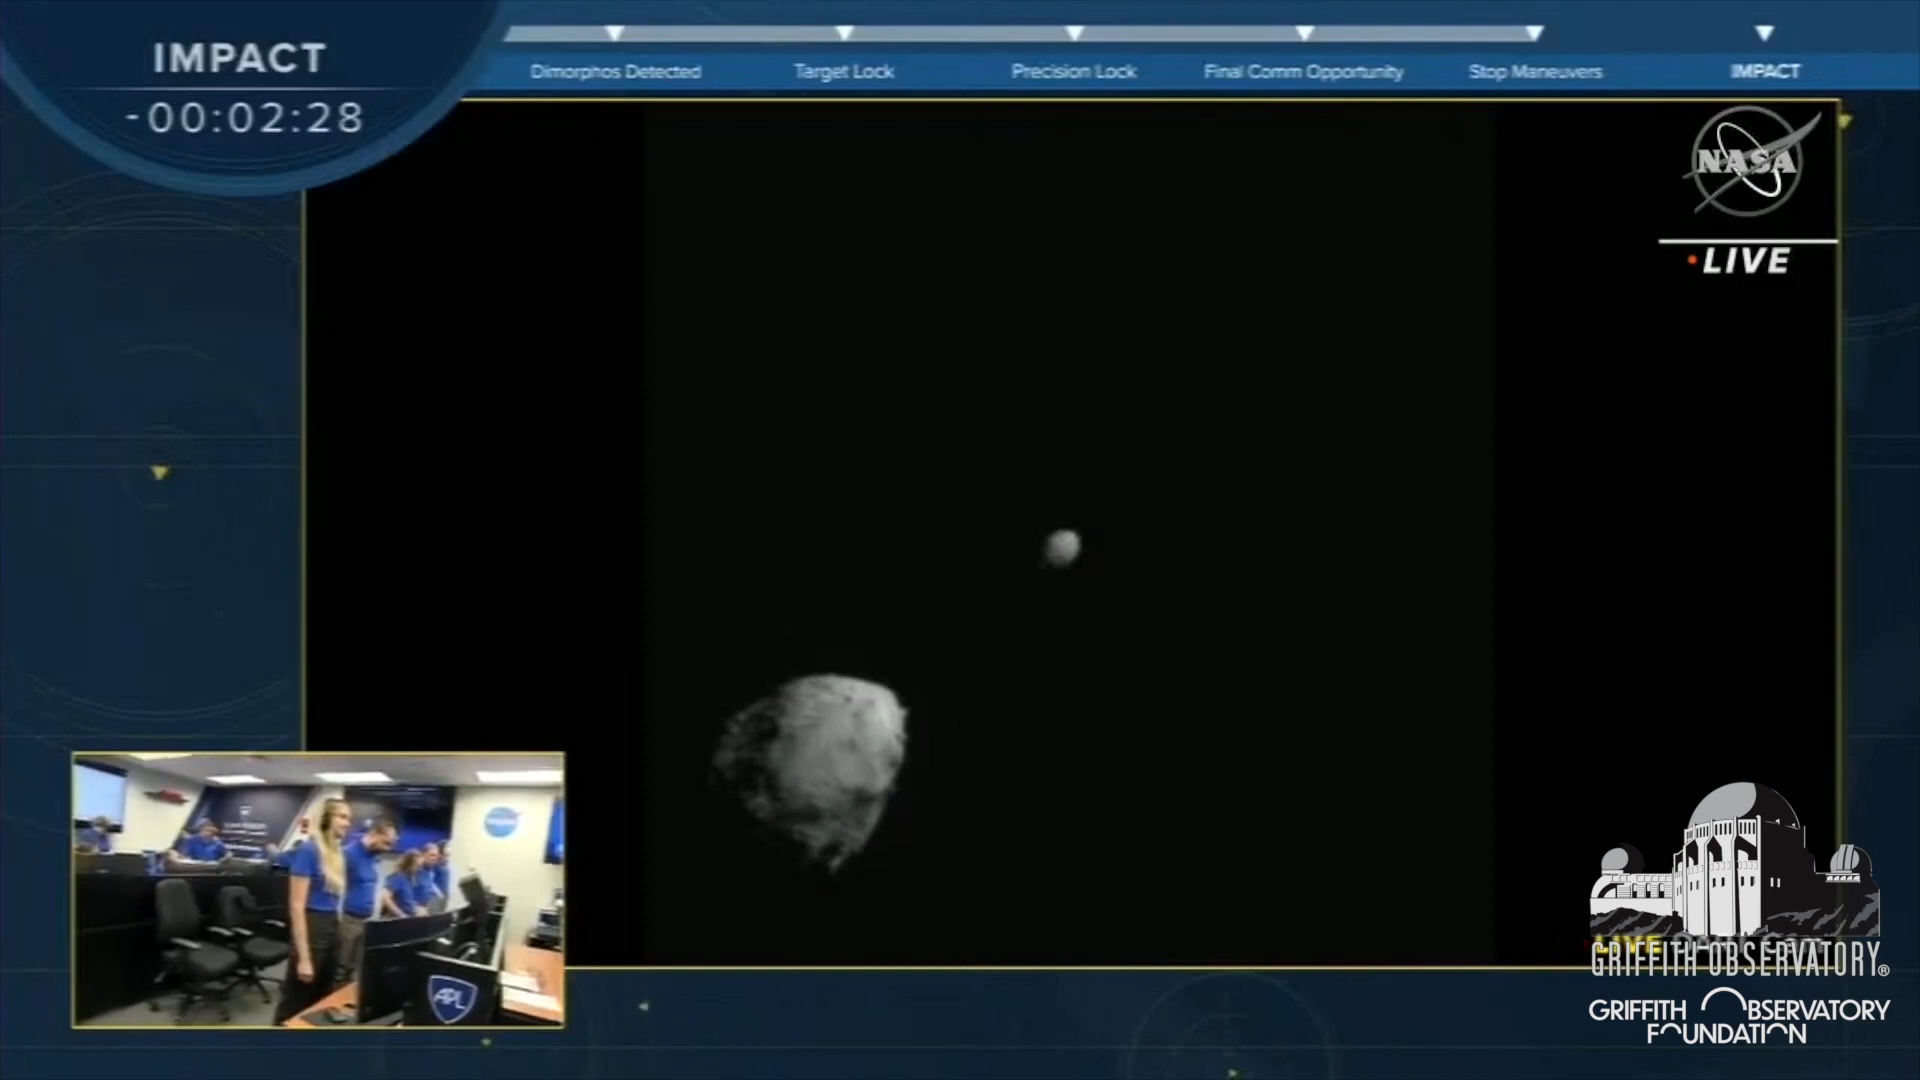 IMPACT
-00:02:28
Dimorphos Detected
Target Lock
Precision Lock
Final Comm Opportunity
Stop Maneuvers
IMPACT
NASA
LIVE
APL
LIVE
GRIFFITH OBSERVATORY®
GRIFFITH OBSERVATORY
FOUNDATION